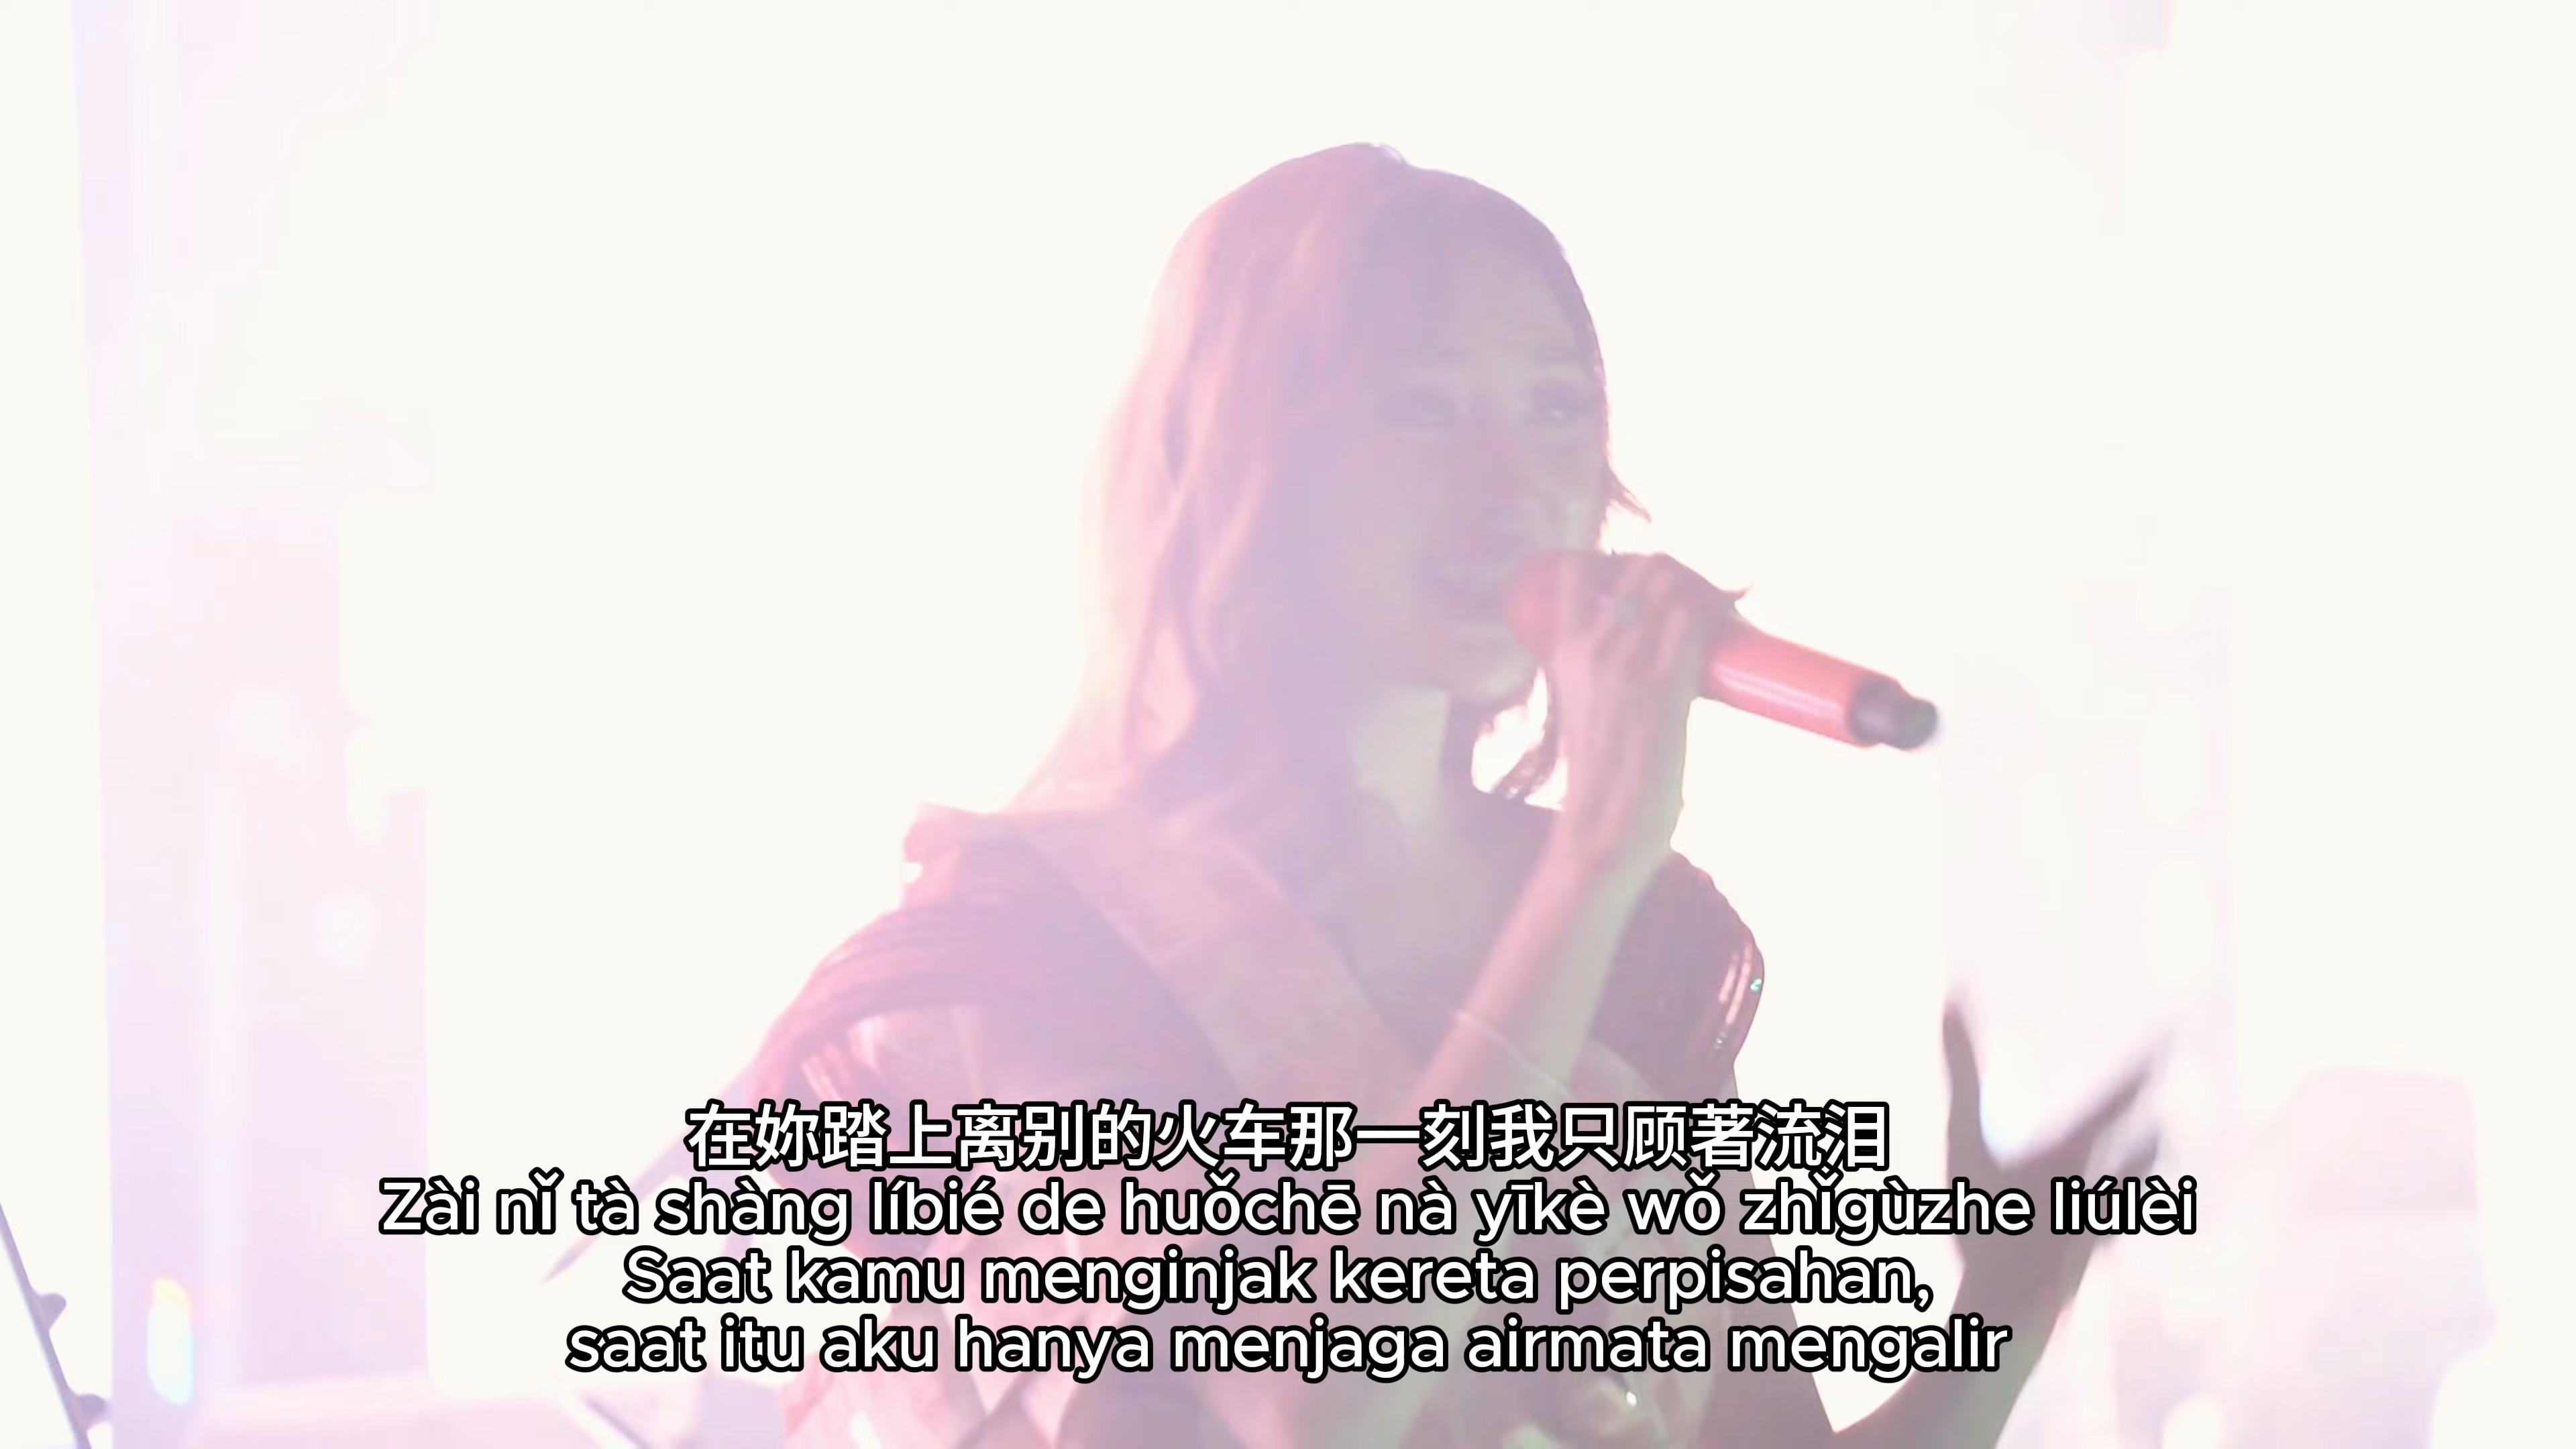 在妳踏上离别的火车那一刻我只顾著流泪
Zài nǐ tà shàng líbié de huǒchē nà yīkè wǒ zhǐgùzhe liúlèi
Saat kamu menginjak kereta perpisahan,
saat itu aku hanya menjaga airmata mengalir